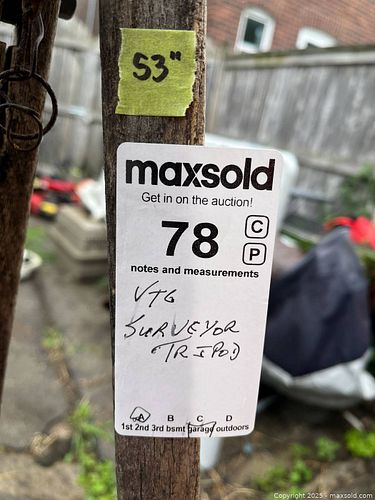 53"
maxsold
Get in on the auction!
78
C
P
notes and measurements
VTG
SURVEYOR
TRIPOD
A B C D
1st 2nd 3rd bsmt garage outdoors
Copyright 2025 - maxsold.com